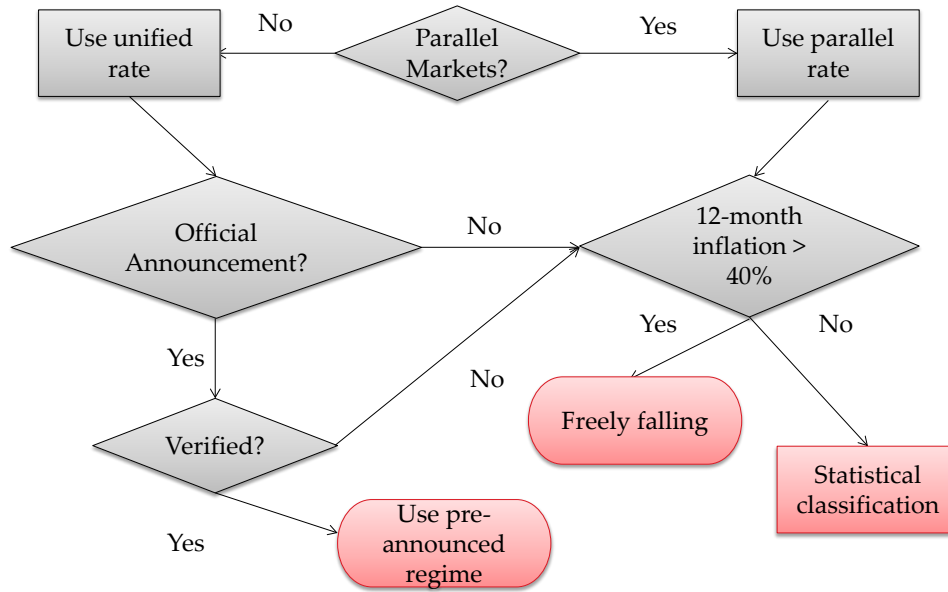 Use unified
rate
No
Parallel
Markets?
Yes
Use parallel
rate
Official
Announcement?
No
12-month
inflation >
40%
Yes
No
Yes
No
Verified?
Freely falling
Statistical
classification
Yes
Use pre-
announced
regime